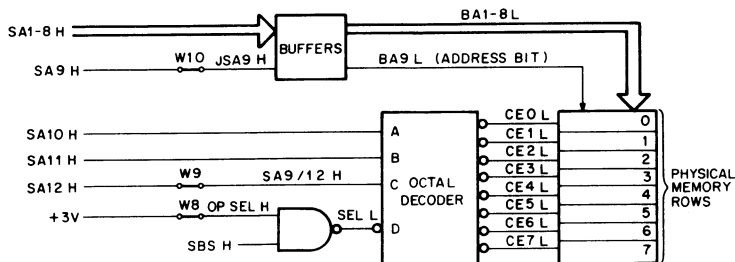 BA1-8 L
SA1-8 H
BUFFERS
W10
JSA9 H
BA9 L (ADDRESS BIT)
SA9 H
CE0 L
0
SA10 H
A
CE1 L
1
SA11 H
B
CE2 L
2
SA12 H
W9
SA9/12 H
C
OCTAL
DECODER
CE3 L
3
CE4 L
4
PHYSICAL
MEMORY
ROWS
+3V
W8
OP SEL H
SEL L
D
CE5 L
5
SBS H
CE6 L
6
CE7 L
7